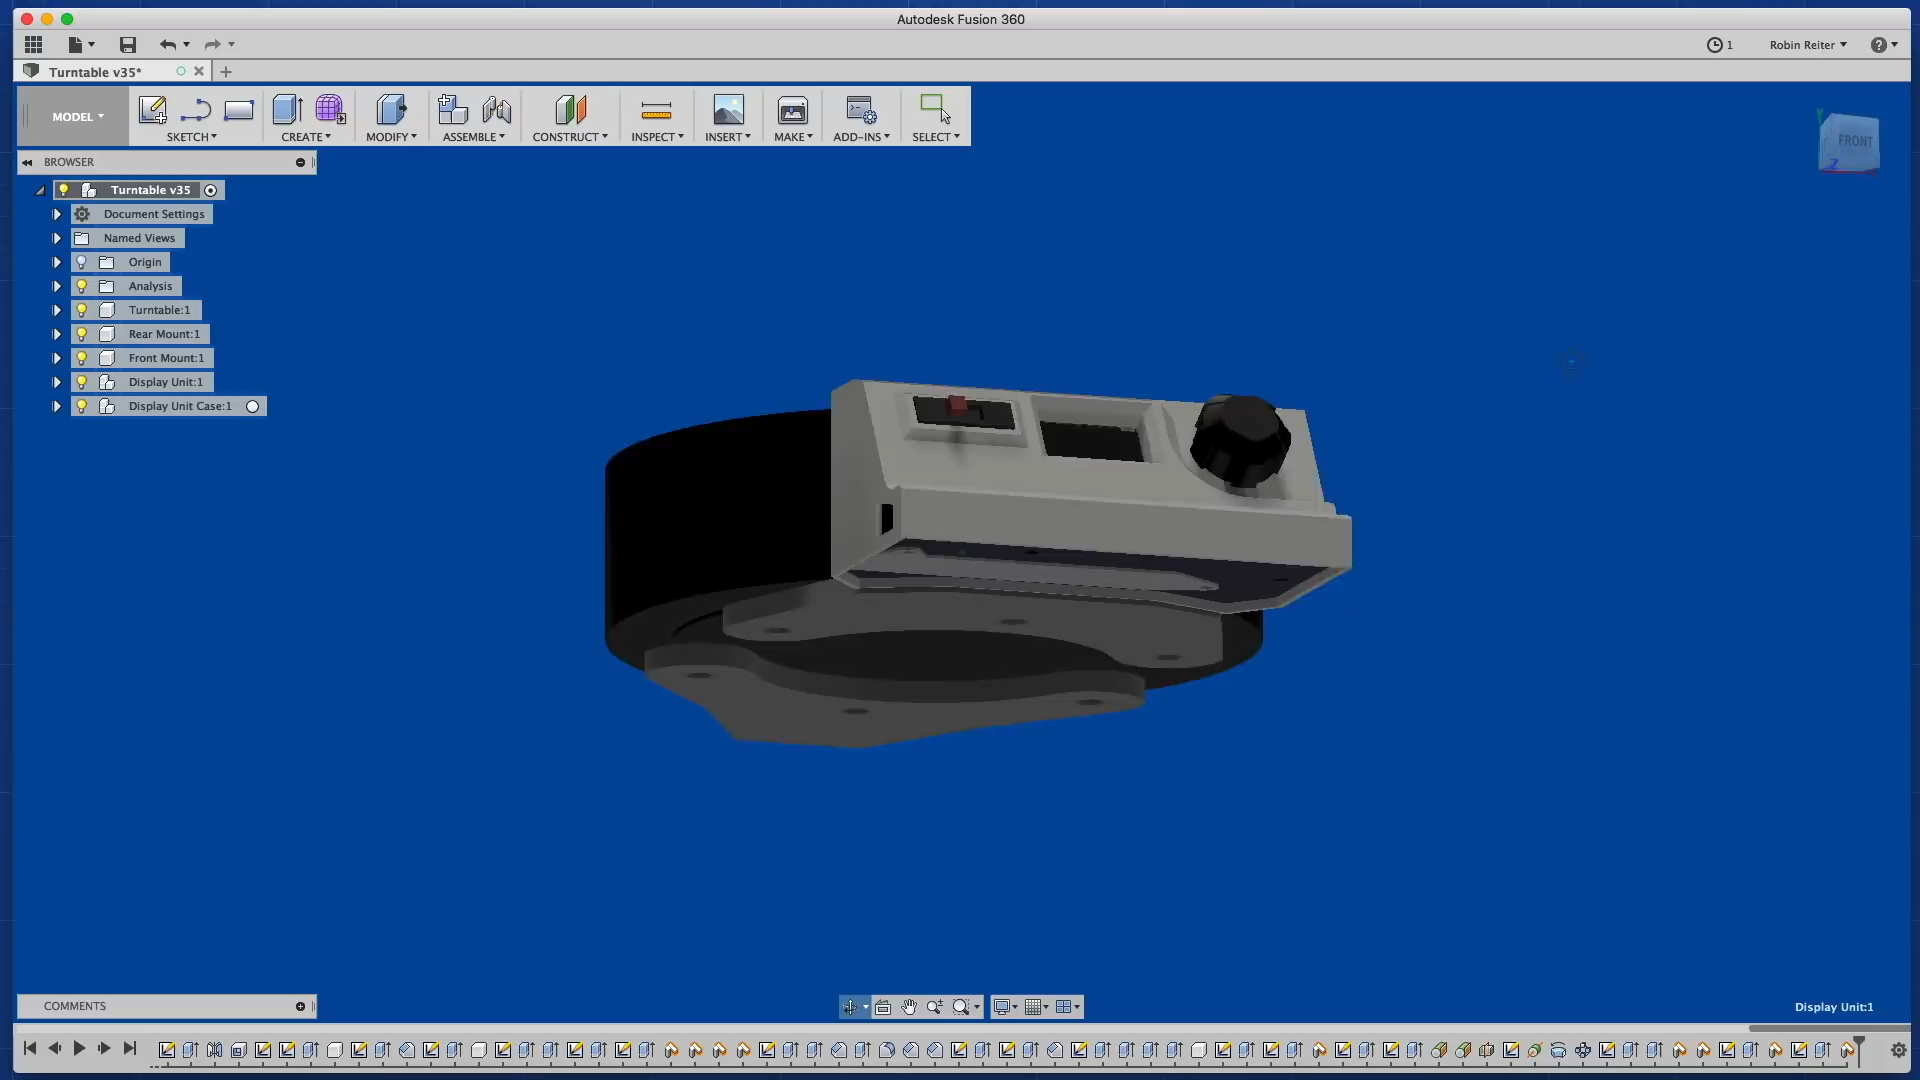 Autodesk Fusion 360
1
Robin Reiter
Turntable v35*
MODEL
SKETCH
CREATE
MODIFY
ASSEMBLE
CONSTRUCT
INSPECT
INSERT
MAKE
ADD-INS
SELECT
FRONT
Z
BROWSER
Turntable v35
Document Settings
Named Views
Origin
Analysis
Turntable:1
Rear Mount:1
Front Mount:1
Display Unit:1
Display Unit Case:1
COMMENTS
Display Unit:1